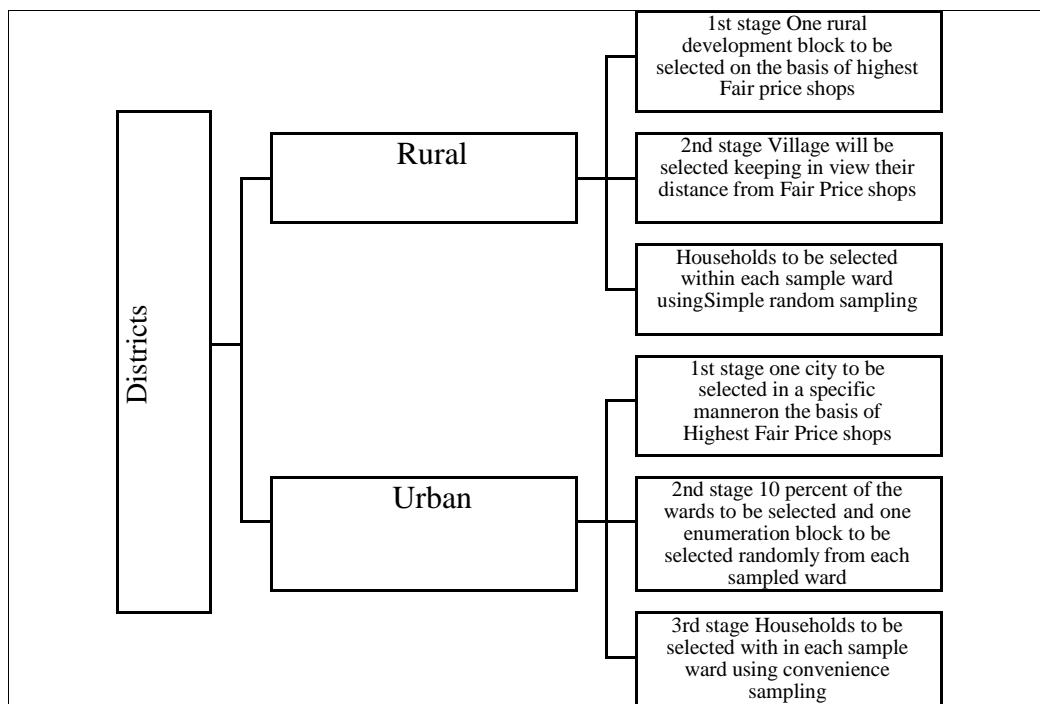 Districts
Rural
1st stage One rural
development block to be
selected on the basis of highest
Fair price shops
2nd stage Village will be
selected keeping in view their
distance from Fair Price shops
Households to be selected
within each sample ward
usingSimple random sampling
Urban
1st stage one city to be
selected in a specific
manneron the basis of
Highest Fair Price shops
2nd stage 10 percent of the
wards to be selected and one
enumeration block to be
selected randomly from each
sampled ward
3rd stage Households to be
selected with in each sample
ward using convenience
sampling